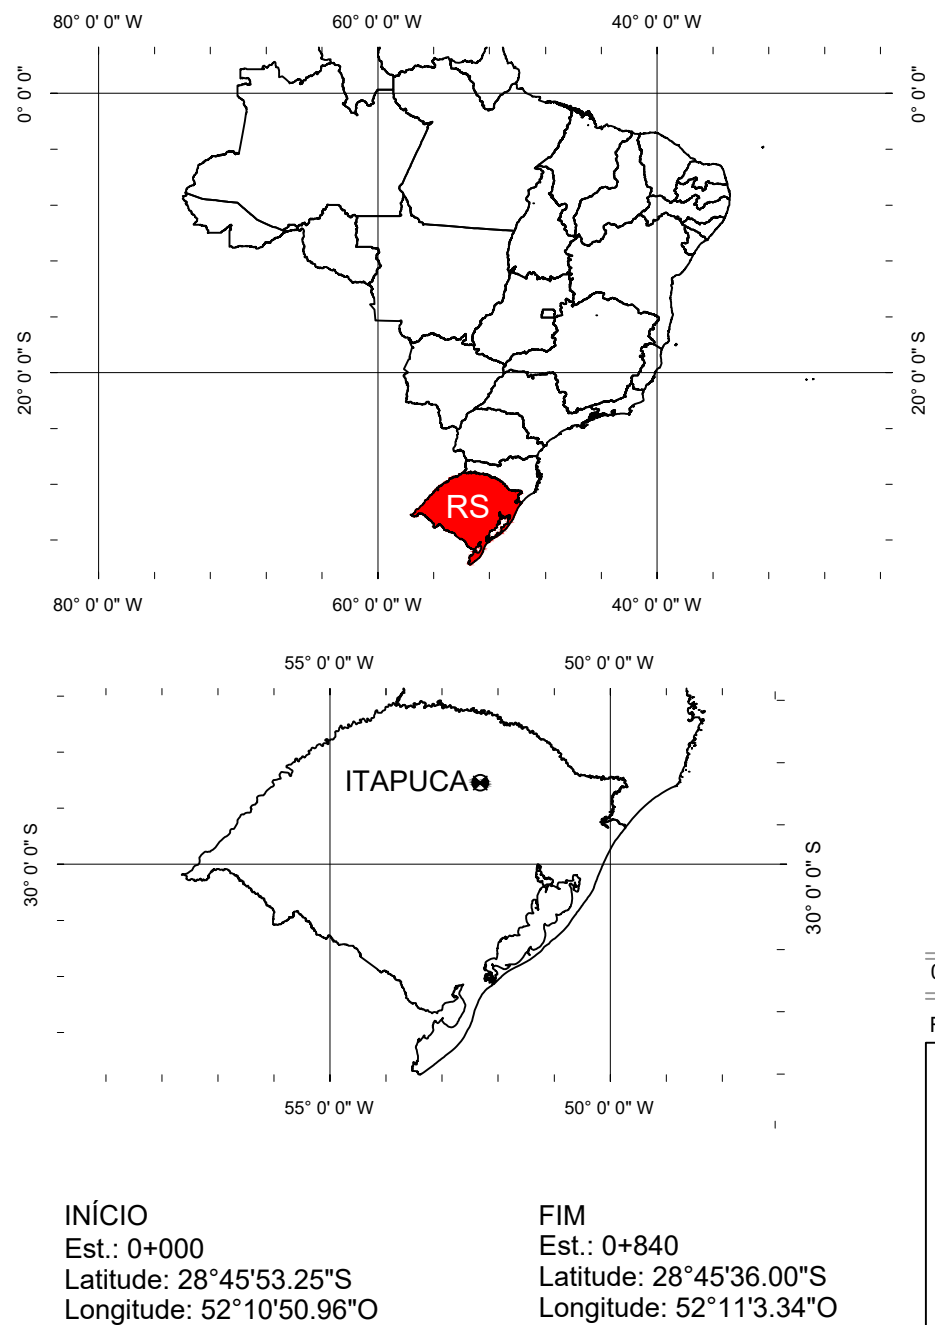 80° 0' 0" W 60° 0' 0" W 40° 0' 0" W
0° 0' 0" 0° 0' 0"
20° 0' 0" S 20° 0' 0" S
RS
80° 0' 0" W 60° 0' 0" W 40° 0' 0" W
55° 0' 0" W 50° 0' 0" W
ITAPUCA
30° 0' 0" S 30° 0' 0" S
55° 0' 0" W 50° 0' 0" W
INÍCIO
Est.: 0+000
Latitude: 28°45'53.25"S
Longitude: 52°10'50.96"O
FIM
Est.: 0+840
Latitude: 28°45'36.00"S
Longitude: 52°11'3.34"O